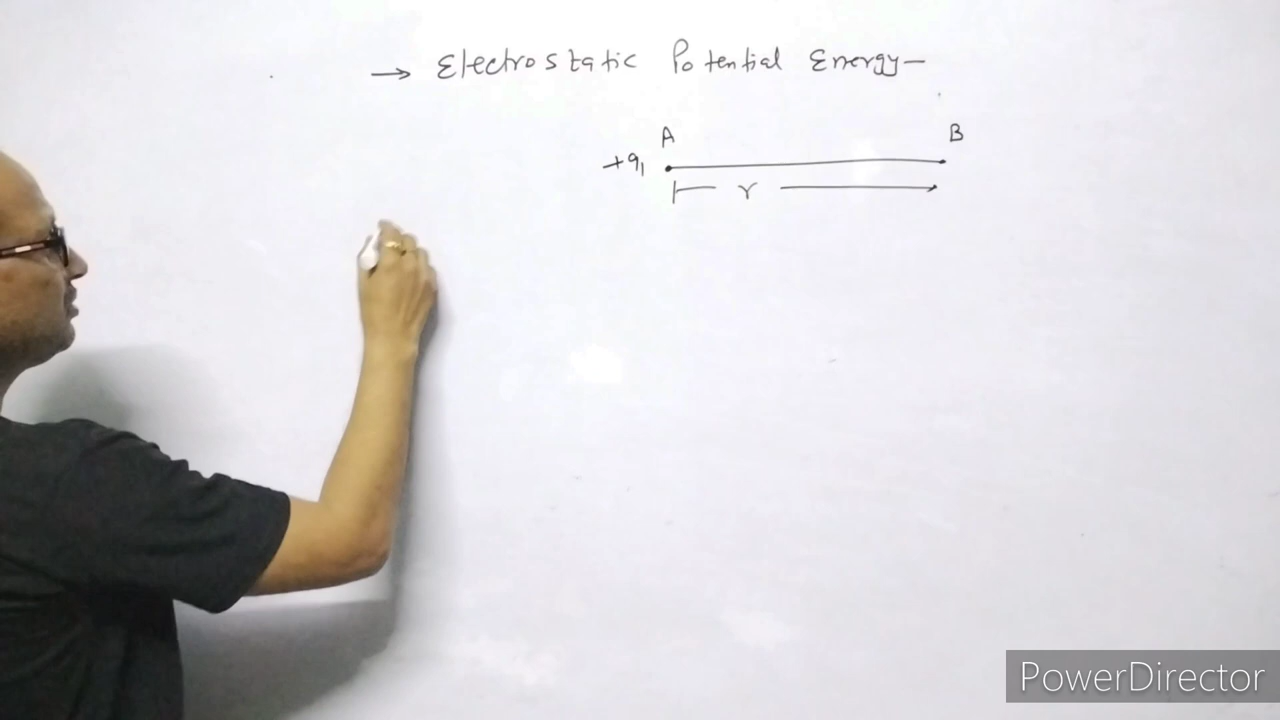 → Electrostatic Potential Energy-
A B
+q₁
r
PowerDirector